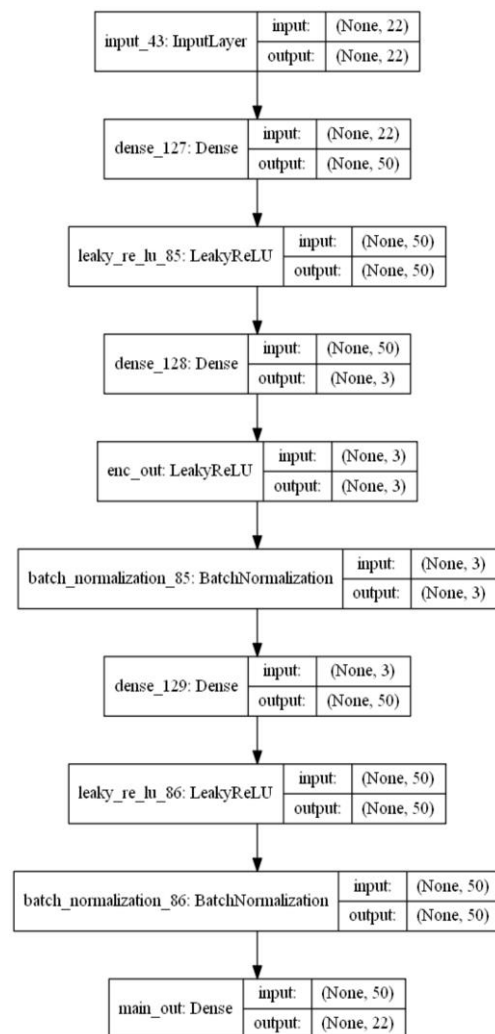 input_43: InputLayer
input: (None, 22)
output: (None, 22)
dense_127: Dense
input: (None, 22)
output: (None, 50)
leaky_re_lu_85: LeakyReLU
input: (None, 50)
output: (None, 50)
dense_128: Dense
input: (None, 50)
output: (None, 3)
enc_out: LeakyReLU
input: (None, 3)
output: (None, 3)
batch_normalization_85: BatchNormalization
input: (None, 3)
output: (None, 3)
dense_129: Dense
input: (None, 3)
output: (None, 50)
leaky_re_lu_86: LeakyReLU
input: (None, 50)
output: (None, 50)
batch_normalization_86: BatchNormalization
input: (None, 50)
output: (None, 50)
main_out: Dense
input: (None, 50)
output: (None, 22)